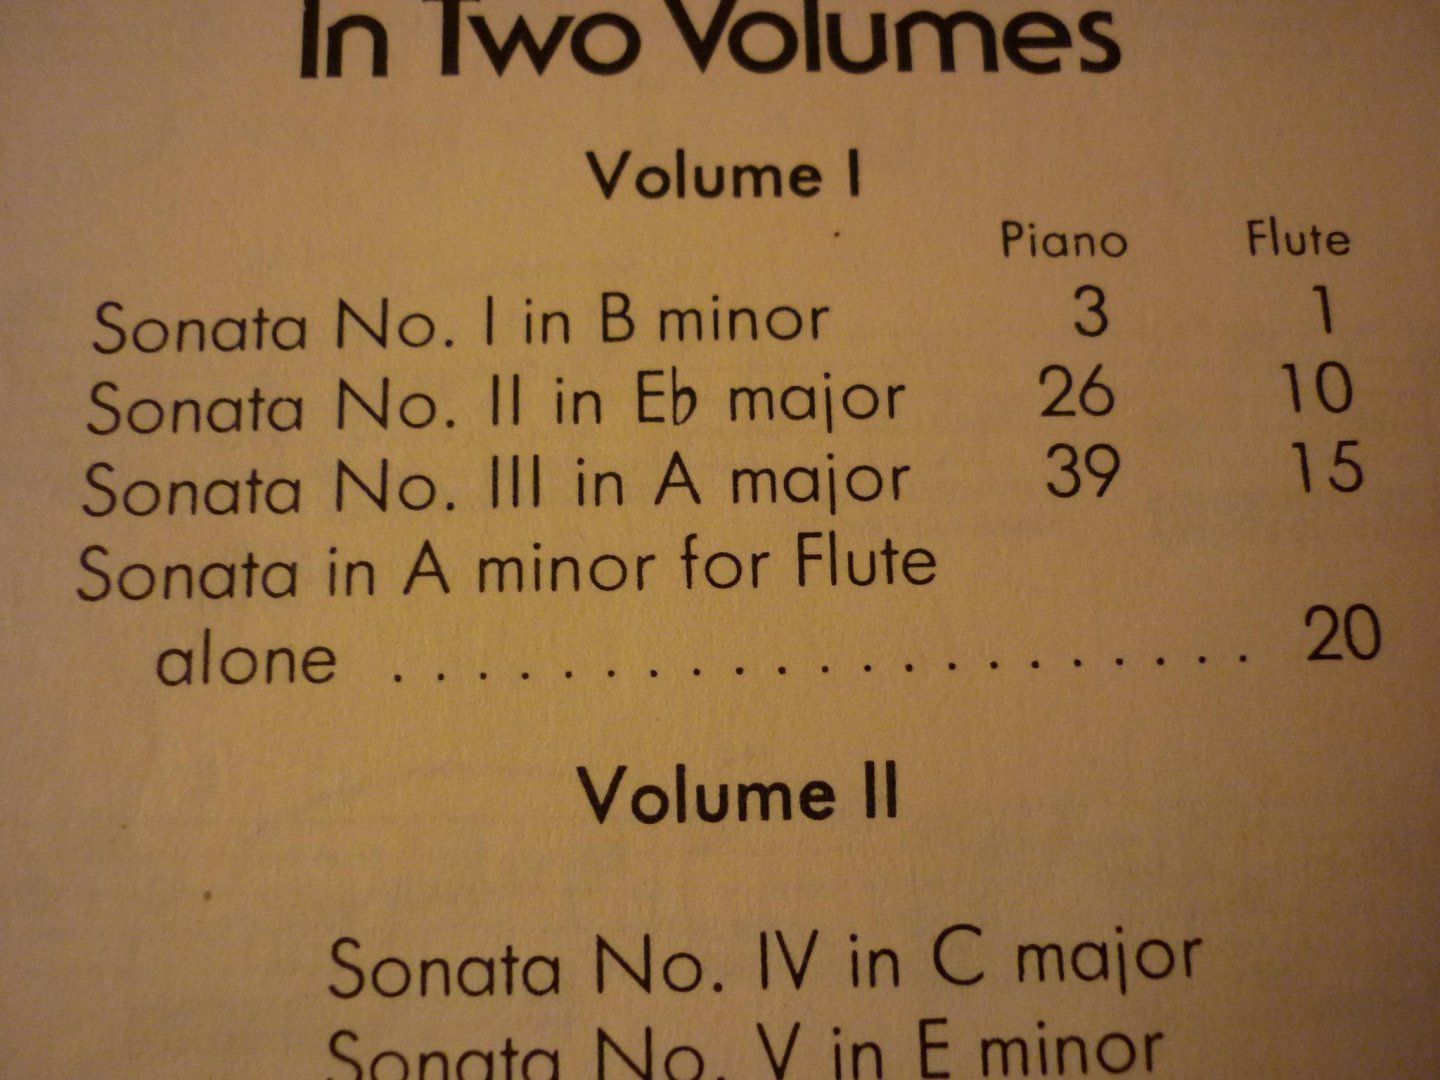 In Two Volumes
Volume I
Piano Flute
Sonata No. I in B minor 3 1
Sonata No. II in E♭ major 26 10
Sonata No. III in A major 39 15
Sonata in A minor for Flute
alone . . . . . . . . . . . . . . . . . . . . . 20
Volume II
Sonata No. IV in C major
Sonata No. V in E minor